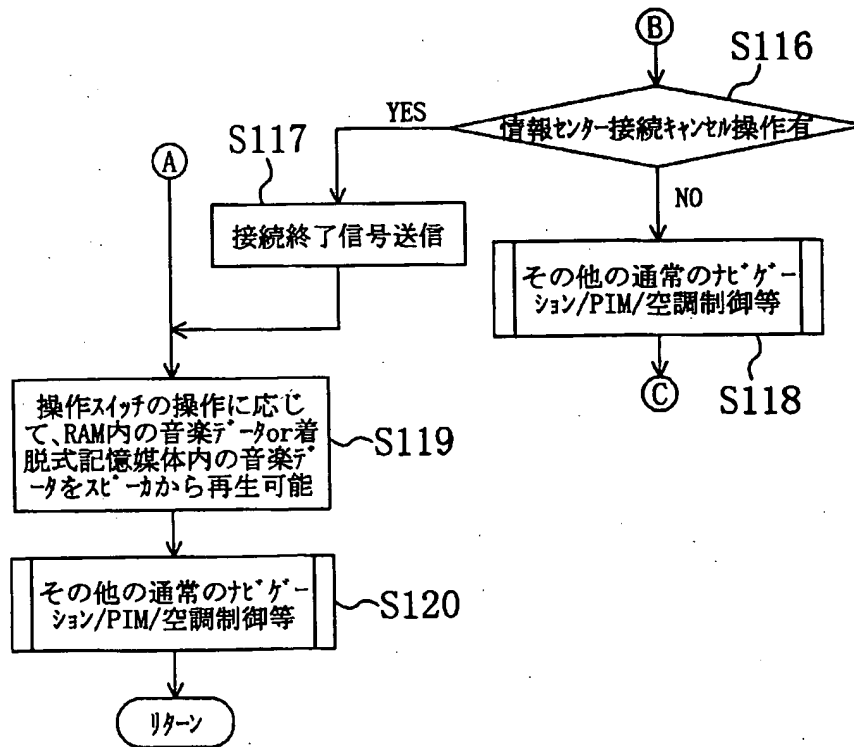 B
S116
情報ｾﾝﾀｰ接続ｷｬﾝｾﾙ操作有
YES
NO
A
S117
接続終了信号送信
その他の通常のﾅﾋﾞｹﾞｰ
ｼｮﾝ/PIM/空調制御等
S118
C
操作ｽｲｯﾁの操作に応じ
て、RAM内の音楽ﾃﾞｰﾀor着
脱式記憶媒体内の音楽ﾃﾞ
ｰﾀをｽﾋﾟｰｶから再生可能
S119
その他の通常のﾅﾋﾞｹﾞｰ
ｼｮﾝ/PIM/空調制御等
S120
ﾘﾀｰﾝ